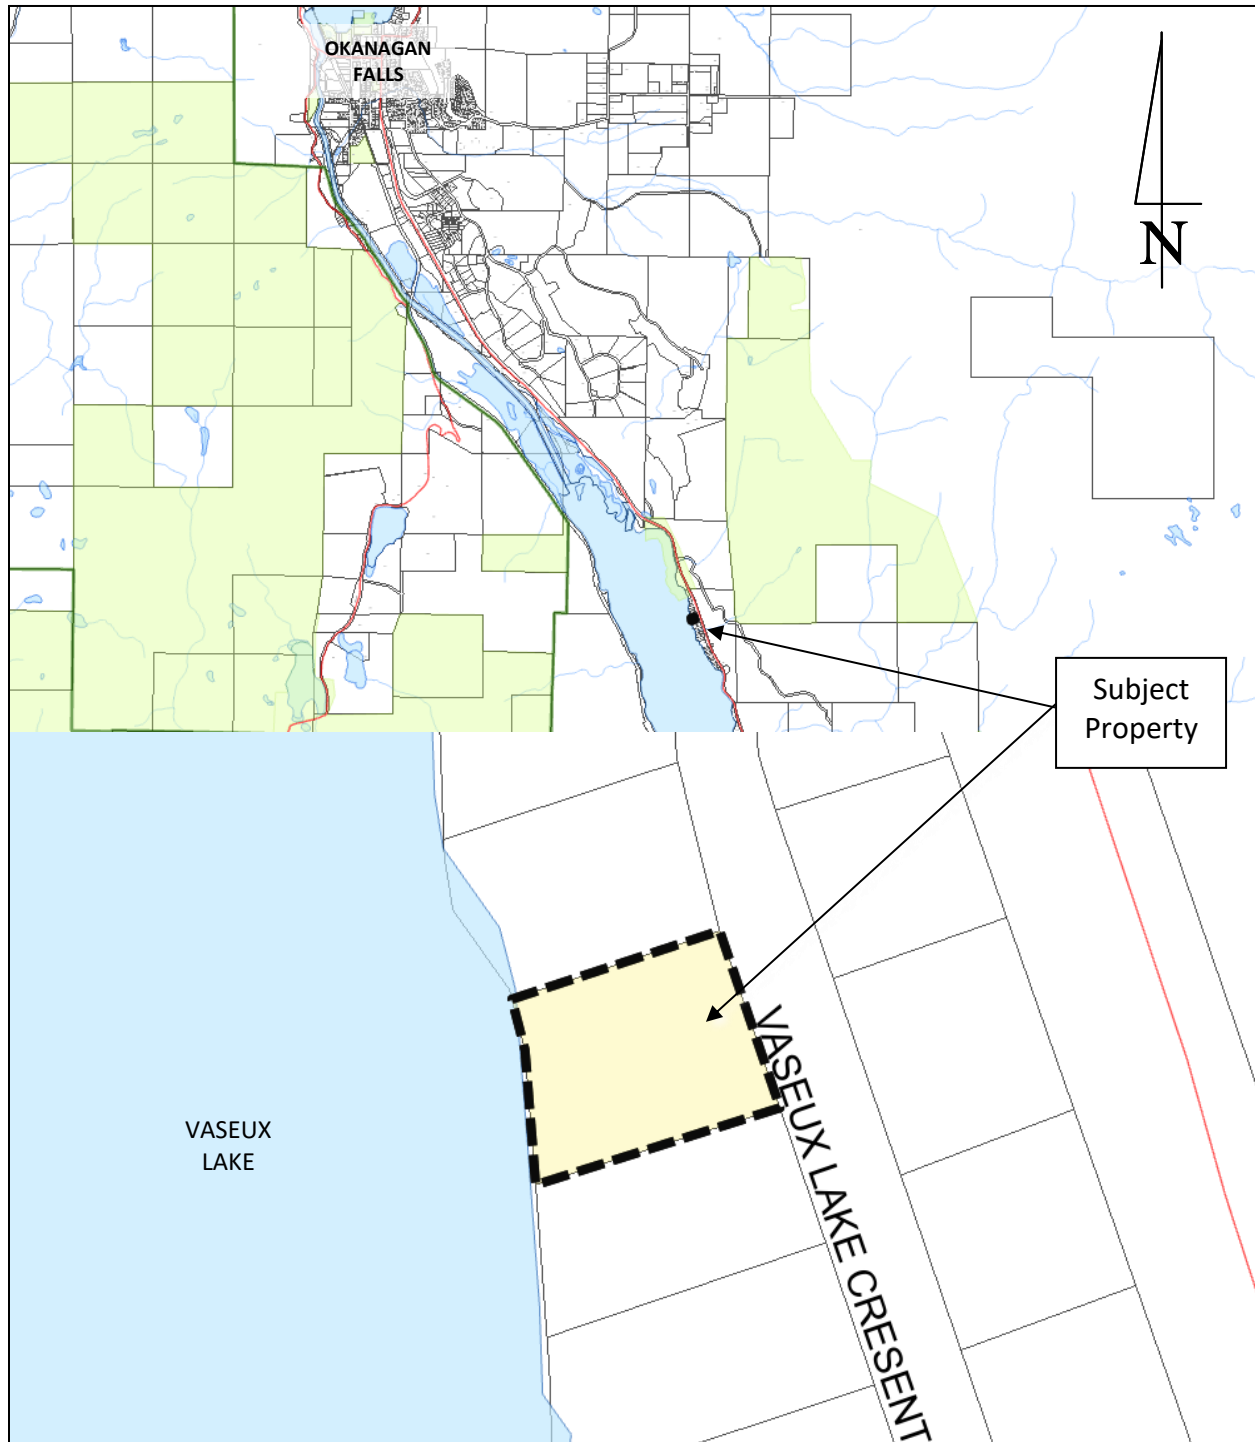 OKANAGAN
FALLS
N
Subject
Property
VASEUX
LAKE
VASEUX LAKE CRESENT